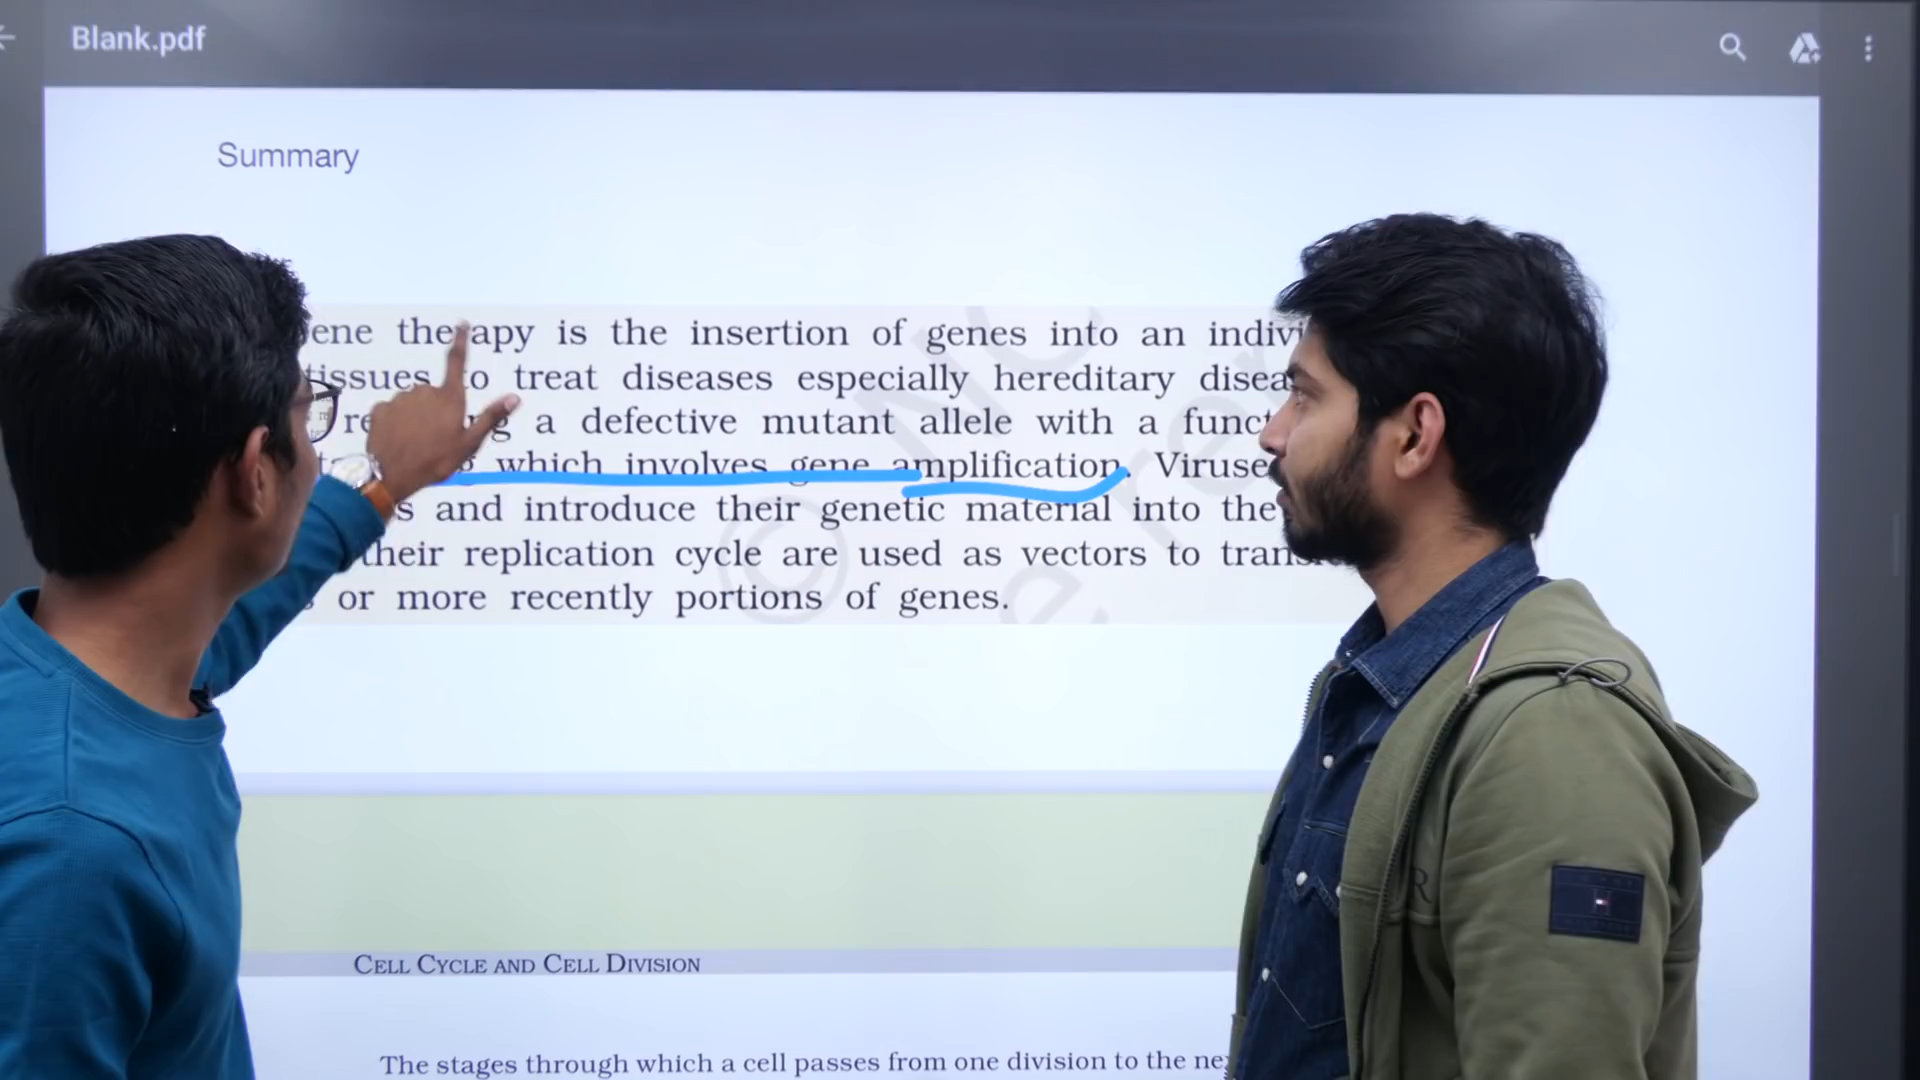 Blank.pdf
Summary
ene therapy is the insertion of genes into an indivi
tissues to treat diseases especially hereditary disea
a defective mutant allele with a funct
which involves gene amplification. Viruse
s and introduce their genetic material into the
their replication cycle are used as vectors to tran
or more recently portions of genes.
CELL CYCLE AND CELL DIVISION
The stages through which a cell passes from one division to the ne